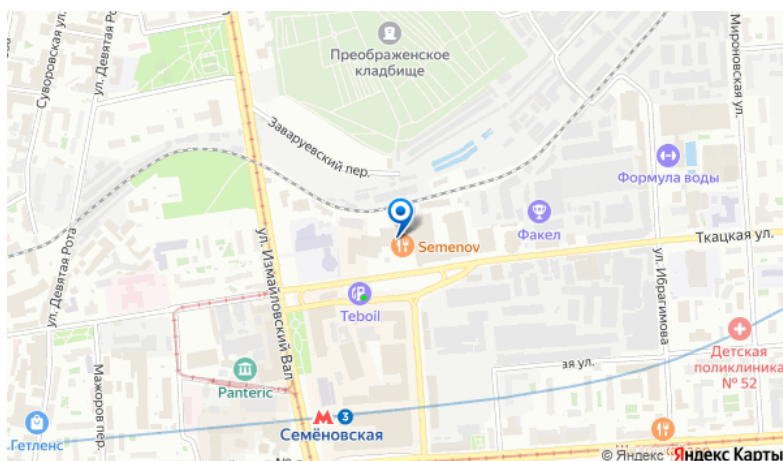 Суворовская ул.
ул. Девятая Рота
Преображенское
кладбище
Мироновская ул.
Заваруевский пер.
Формула воды
Факел
Semenov
Ткацкая ул.
ул. Девятая Рота
ул. Измайловский Вал
Teboil
ул. Ибрагимова
Мажоров пер.
Panteric
ая ул.
Детская
поликлиника
№ 52
Гетленс
3
Семёновская
© Яндекс Яндекс Карты